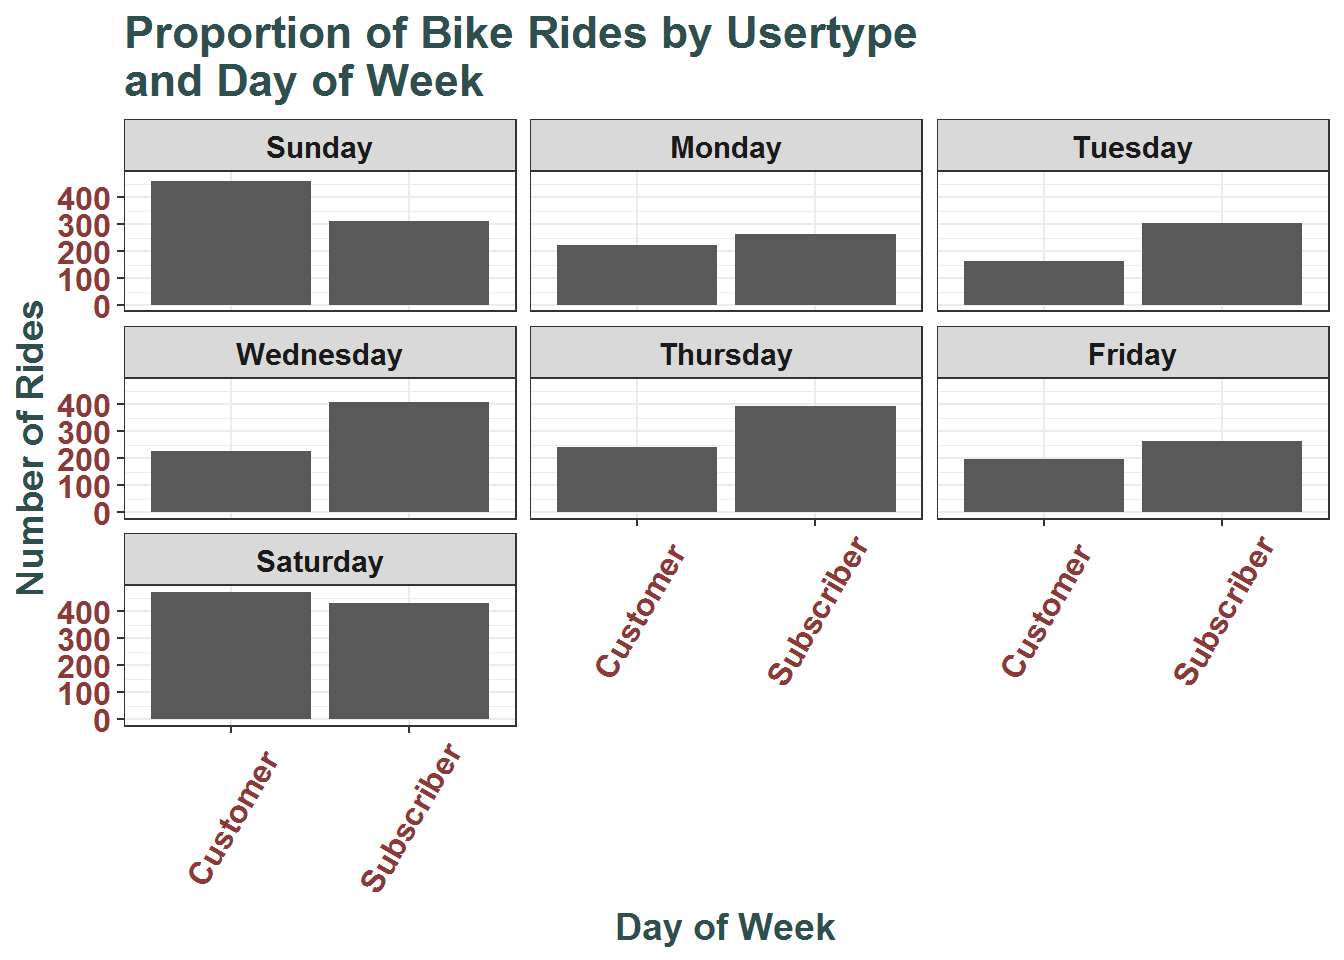 Proportion of Bike Rides by Usertype
and Day of Week
Sunday
Monday
Tuesday
400
300
200
100
0
Number of Rides
Wednesday
Thursday
Friday
400
300
200
100
0
Customer
Subscriber
Customer
Subscriber
Saturday
400
300
200
100
0
Customer
Subscriber
Day of Week